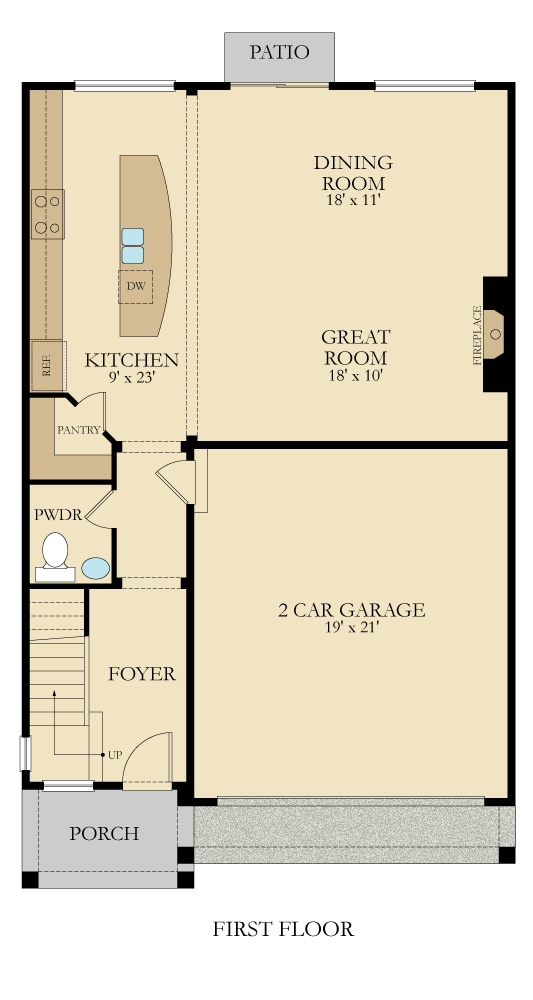 PATIO
DINING
ROOM
18' x 11'
DW
FIREPLACE
GREAT
ROOM
18' x 10'
REF.
KITCHEN
9' x 23'
PANTRY
PWDR
2 CAR GARAGE
19' x 21'
FOYER
UP
PORCH
FIRST FLOOR